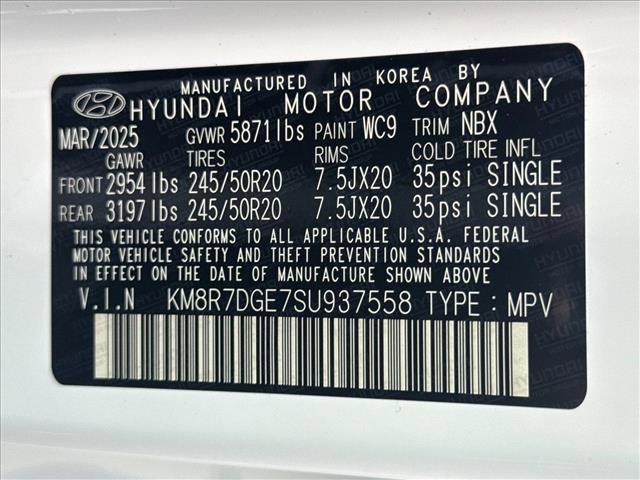 MANUFACTURED IN KOREA BY
HYUNDAI MOTOR COMPANY
MAR/2025 GVWR 5871lbs PAINT WC9 TRIM NBX
GAWR TIRES RIMS COLD TIRE INFL
FRONT 2954lbs 245/50R20 7.5JX20 35psi SINGLE
REAR 3197lbs 245/50R20 7.5JX20 35psi SINGLE
THIS VEHICLE CONFORMS TO ALL APPLICABLE U.S.A. FEDERAL
MOTOR VEHICLE SAFETY AND THEFT PREVENTION STANDARDS
IN EFFECT ON THE DATE OF MANUFACTURE SHOWN ABOVE.
V.I.N KM8R7DGE7SU937558 TYPE : MPV